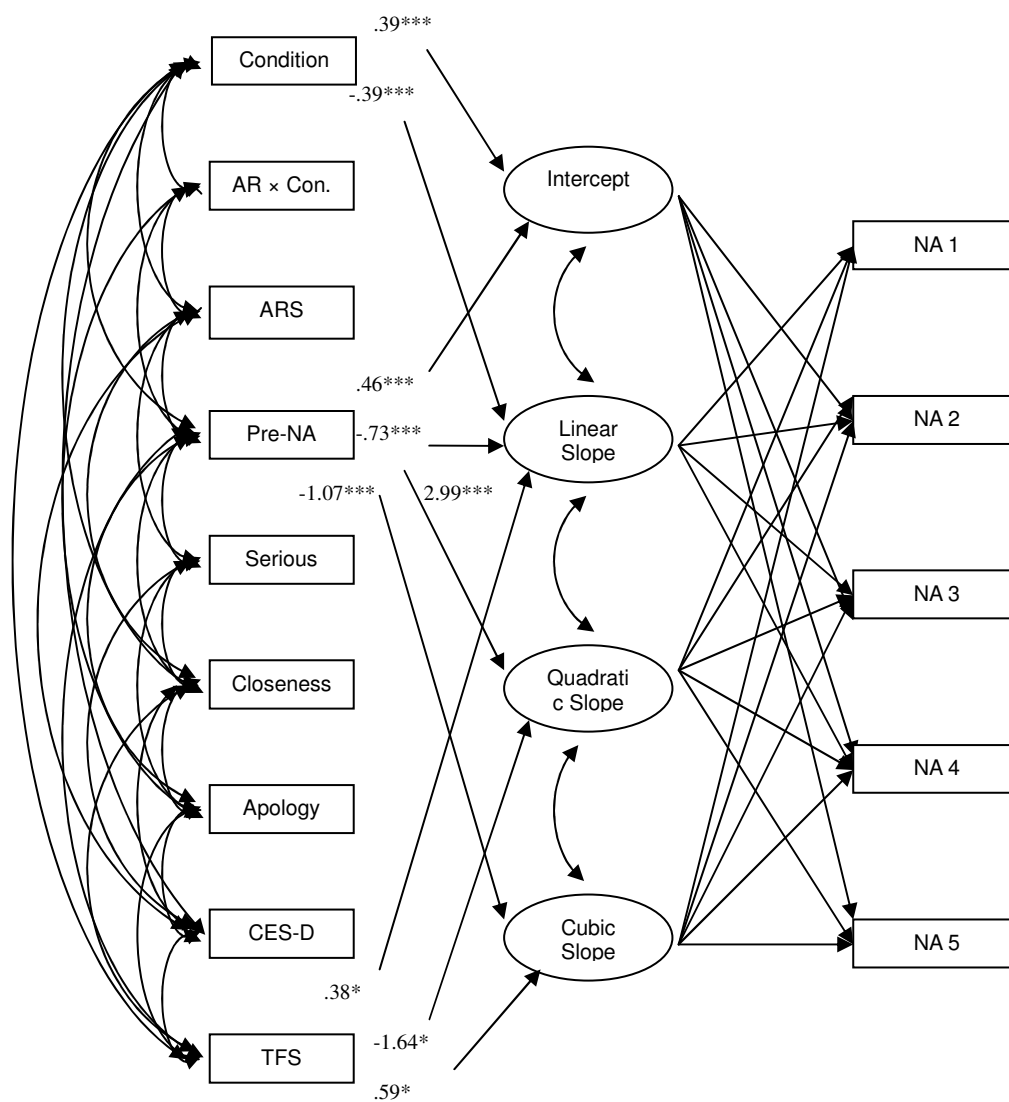 .39***
Condition
-.39***
AR × Con.
Intercept
NA 1
ARS
.46***
Pre-NA
-.73***
Linear
Slope
NA 2
-1.07***
2.99***
Serious
NA 3
Closeness
Quadrati
c Slope
NA 4
Apology
CES-D
Cubic
Slope
NA 5
.38*
TFS
-1.64*
.59*